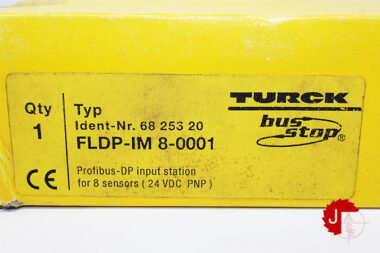 Qty
1
Typ
Ident-Nr. 68 253 20
FLDP-IM 8-0001
Profibus-DP input station
for 8 sensors ( 24 VDC PNP )
CE
TURCK
bus stop®
J